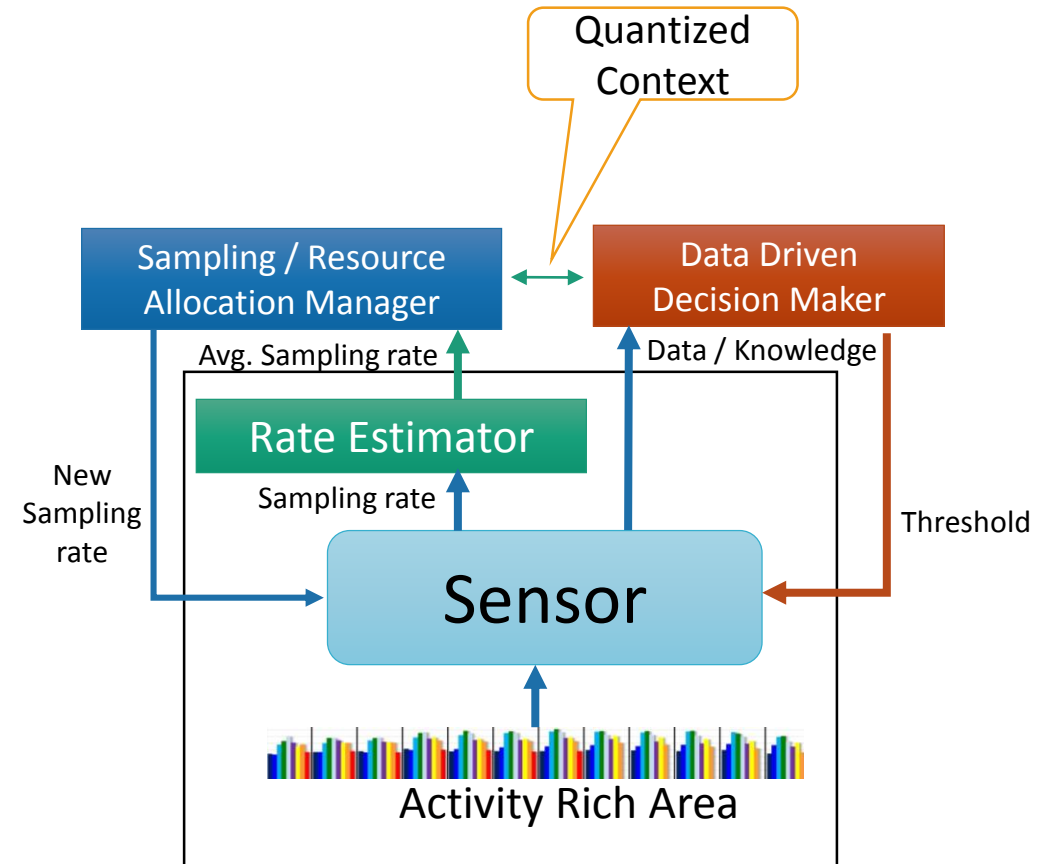 Quantized
Context
Sampling / Resource
Allocation Manager
Data Driven
Decision Maker
Avg. Sampling rate
Data / Knowledge
Rate Estimator
New
Sampling
rate
Sampling rate
Threshold
Sensor
Activity Rich Area